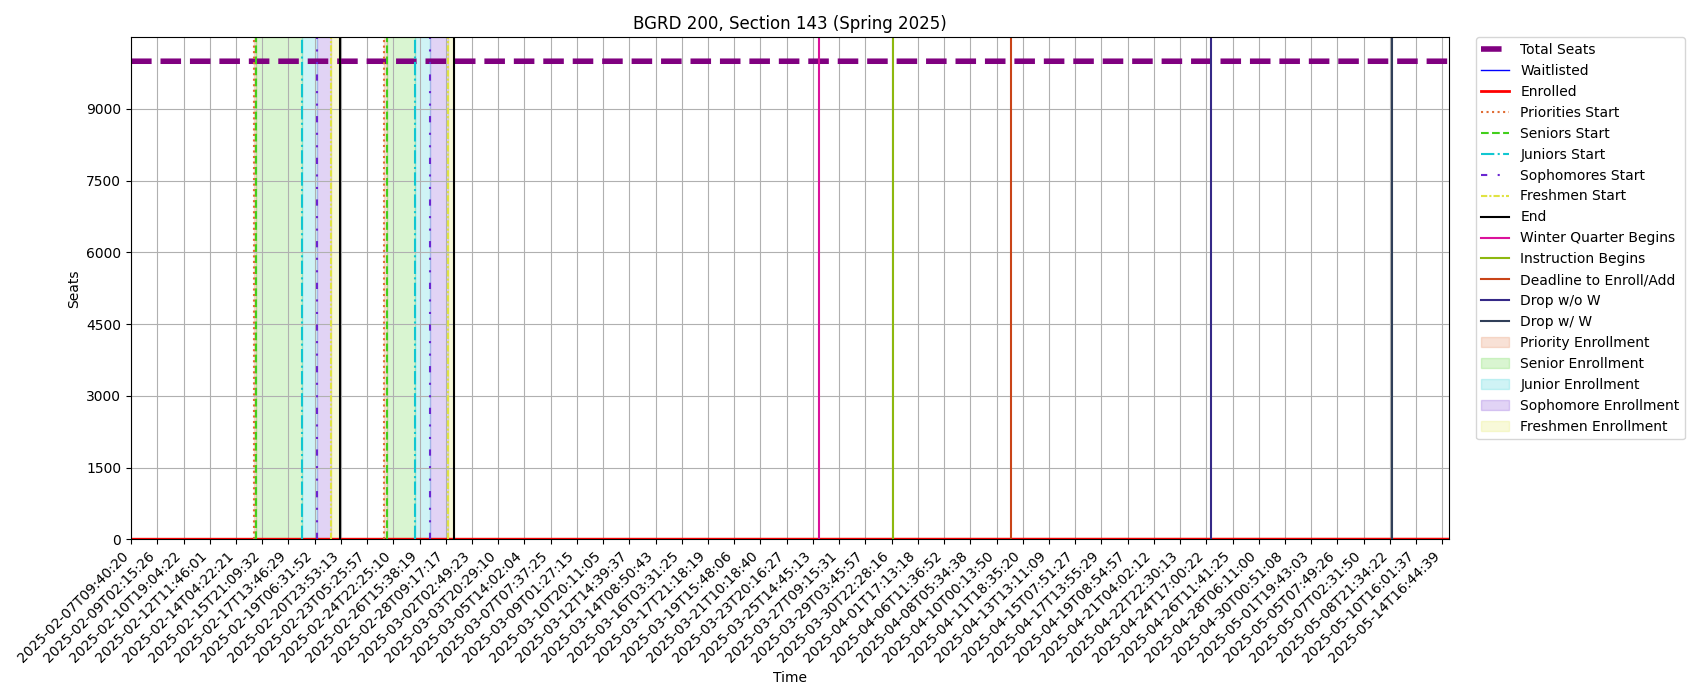 BGRD 200, Section 143 (Spring 2025)
Seats
9000
7500
6000
4500
3000
1500
0
2025-02-07T09:40:20
2025-02-09T02:15:26
2025-02-10T19:04:22
2025-02-12T11:46:01
2025-02-14T04:22:21
2025-02-15T21:09:32
2025-02-17T13:46:29
2025-02-19T06:31:52
2025-02-20T23:53:13
2025-02-23T05:25:57
2025-02-24T22:25:10
2025-02-26T15:38:19
2025-02-28T09:17:17
2025-03-02T02:49:23
2025-03-03T20:29:10
2025-03-05T14:02:04
2025-03-07T07:37:25
2025-03-09T01:27:15
2025-03-10T20:11:05
2025-03-12T14:39:37
2025-03-14T08:50:43
2025-03-16T03:31:25
2025-03-17T21:18:19
2025-03-19T15:48:06
2025-03-21T10:18:40
2025-03-23T20:16:27
2025-03-25T14:45:13
2025-03-27T09:15:31
2025-03-29T03:45:57
2025-03-30T22:28:16
2025-04-01T17:13:18
2025-04-06T11:36:52
2025-04-08T05:34:38
2025-04-10T00:13:50
2025-04-11T18:35:20
2025-04-13T13:11:09
2025-04-15T07:51:27
2025-04-17T13:55:29
2025-04-19T08:54:57
2025-04-21T04:02:12
2025-04-22T22:30:13
2025-04-24T17:00:22
2025-04-26T11:41:25
2025-04-28T06:11:00
2025-04-30T00:51:08
2025-05-01T19:43:03
2025-05-05T07:49:26
2025-05-07T02:31:50
2025-05-08T21:34:22
2025-05-10T16:01:37
2025-05-14T16:44:39
Time
Total Seats
Waitlisted
Enrolled
Priorities Start
Seniors Start
Juniors Start
Sophomores Start
Freshmen Start
End
Winter Quarter Begins
Instruction Begins
Deadline to Enroll/Add
Drop w/o W
Drop w/ W
Priority Enrollment
Senior Enrollment
Junior Enrollment
Sophomore Enrollment
Freshmen Enrollment